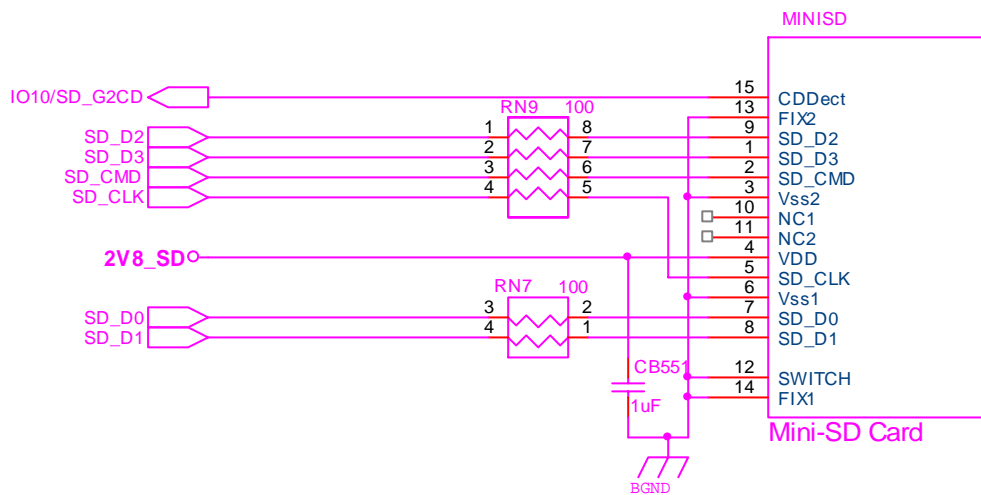 MINISD
IO10/SD_G2CD
15 CDDect
RN9 100
13 FIX2
SD_D2 1 8 9 SD_D2
SD_D3 2 7 1 SD_D3
SD_CMD 3 6 2 SD_CMD
SD_CLK 4 5 3 Vss2
10 NC1
11 NC2
2V8_SD 4 VDD
5 SD_CLK
RN7 100 6 Vss1
SD_D0 3 2 7 SD_D0
SD_D1 4 1 8 SD_D1
CB551 12 SWITCH
1uF 14 FIX1
Mini-SD Card
BGND